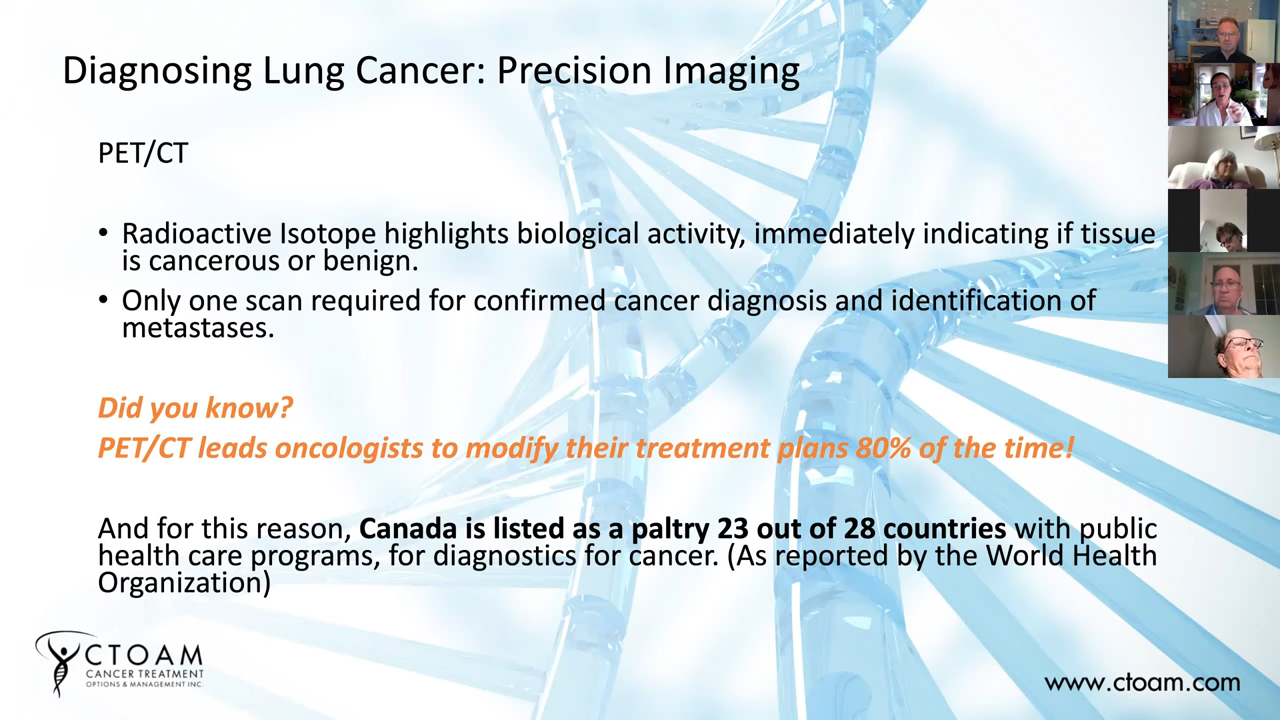 Diagnosing Lung Cancer: Precision Imaging
PET/CT
• Radioactive Isotope highlights biological activity, immediately indicating if tissue
is cancerous or benign.
• Only one scan required for confirmed cancer diagnosis and identification of
metastases.
Did you know?
PET/CT leads oncologists to modify their treatment plans 80% of the time!
And for this reason, Canada is listed as a paltry 23 out of 28 countries with public
health care programs, for diagnostics for cancer. (As reported by the World Health
Organization)
CTOAM
CANCER TREATMENT
OPTIONS & MANAGEMENT INC.
www.ctoam.com